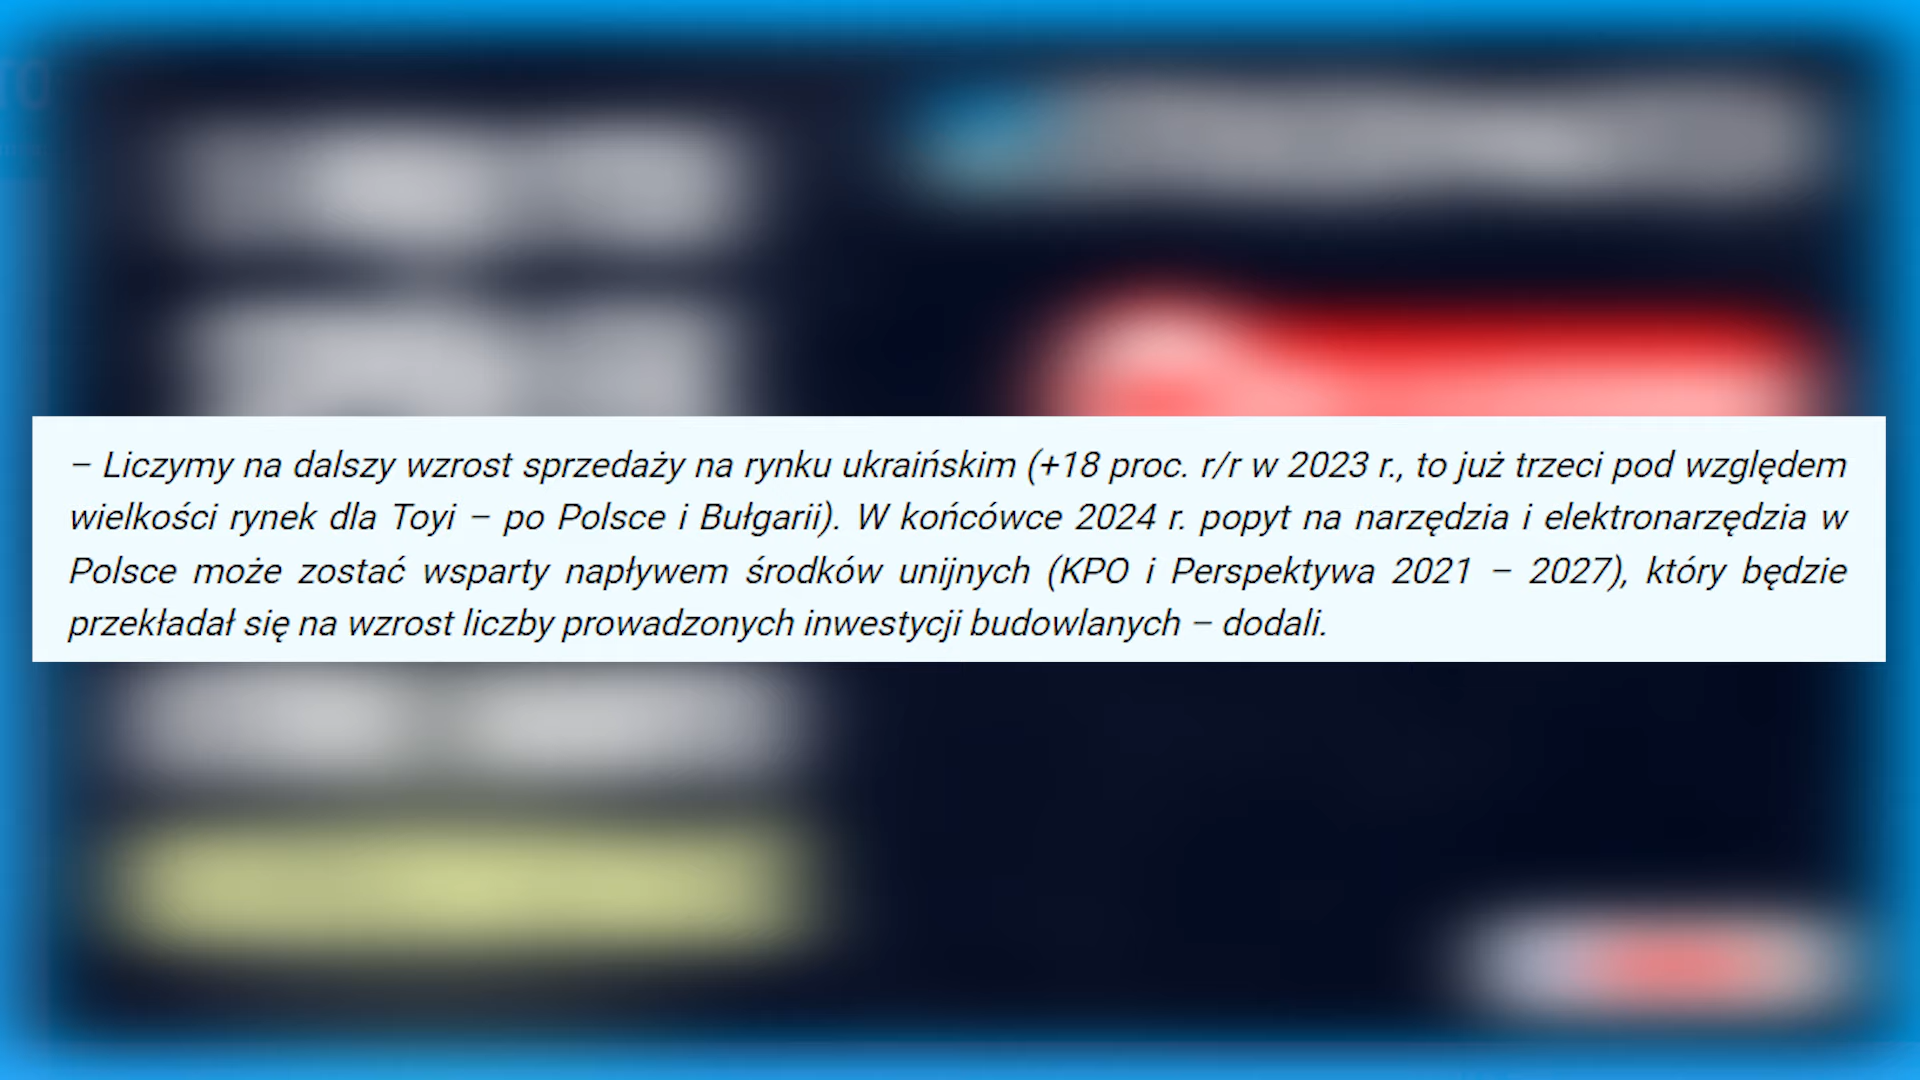 – Liczymy na dalszy wzrost sprzedaży na rynku ukraińskim (+18 proc. r/r w 2023 r., to już trzeci pod względem
wielkości rynek dla Toyi – po Polsce i Bułgarii). W końcówce 2024 r. popyt na narzędzia i elektronarzędzia w
Polsce może zostać wsparty napływem środków unijnych (KPO i Perspektywa 2021 – 2027), który będzie
przekładał się na wzrost liczby prowadzonych inwestycji budowlanych – dodali.